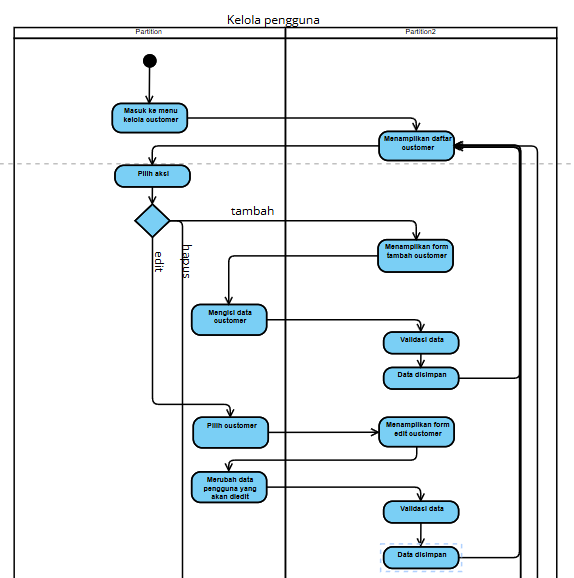 Kelola pengguna
Partition
Partition2
Masuk ke menu
kelola customer
Menampilkan daftar
customer
Pilih aksi
tambah
edit
hapus
Menampilkan form
tambah customer
Mengisi data
customer
Validasi data
Data disimpan
Pilih customer
Menampilkan form
edit customer
Merubah data
pengguna yang
akan diedit
Validasi data
Data disimpan